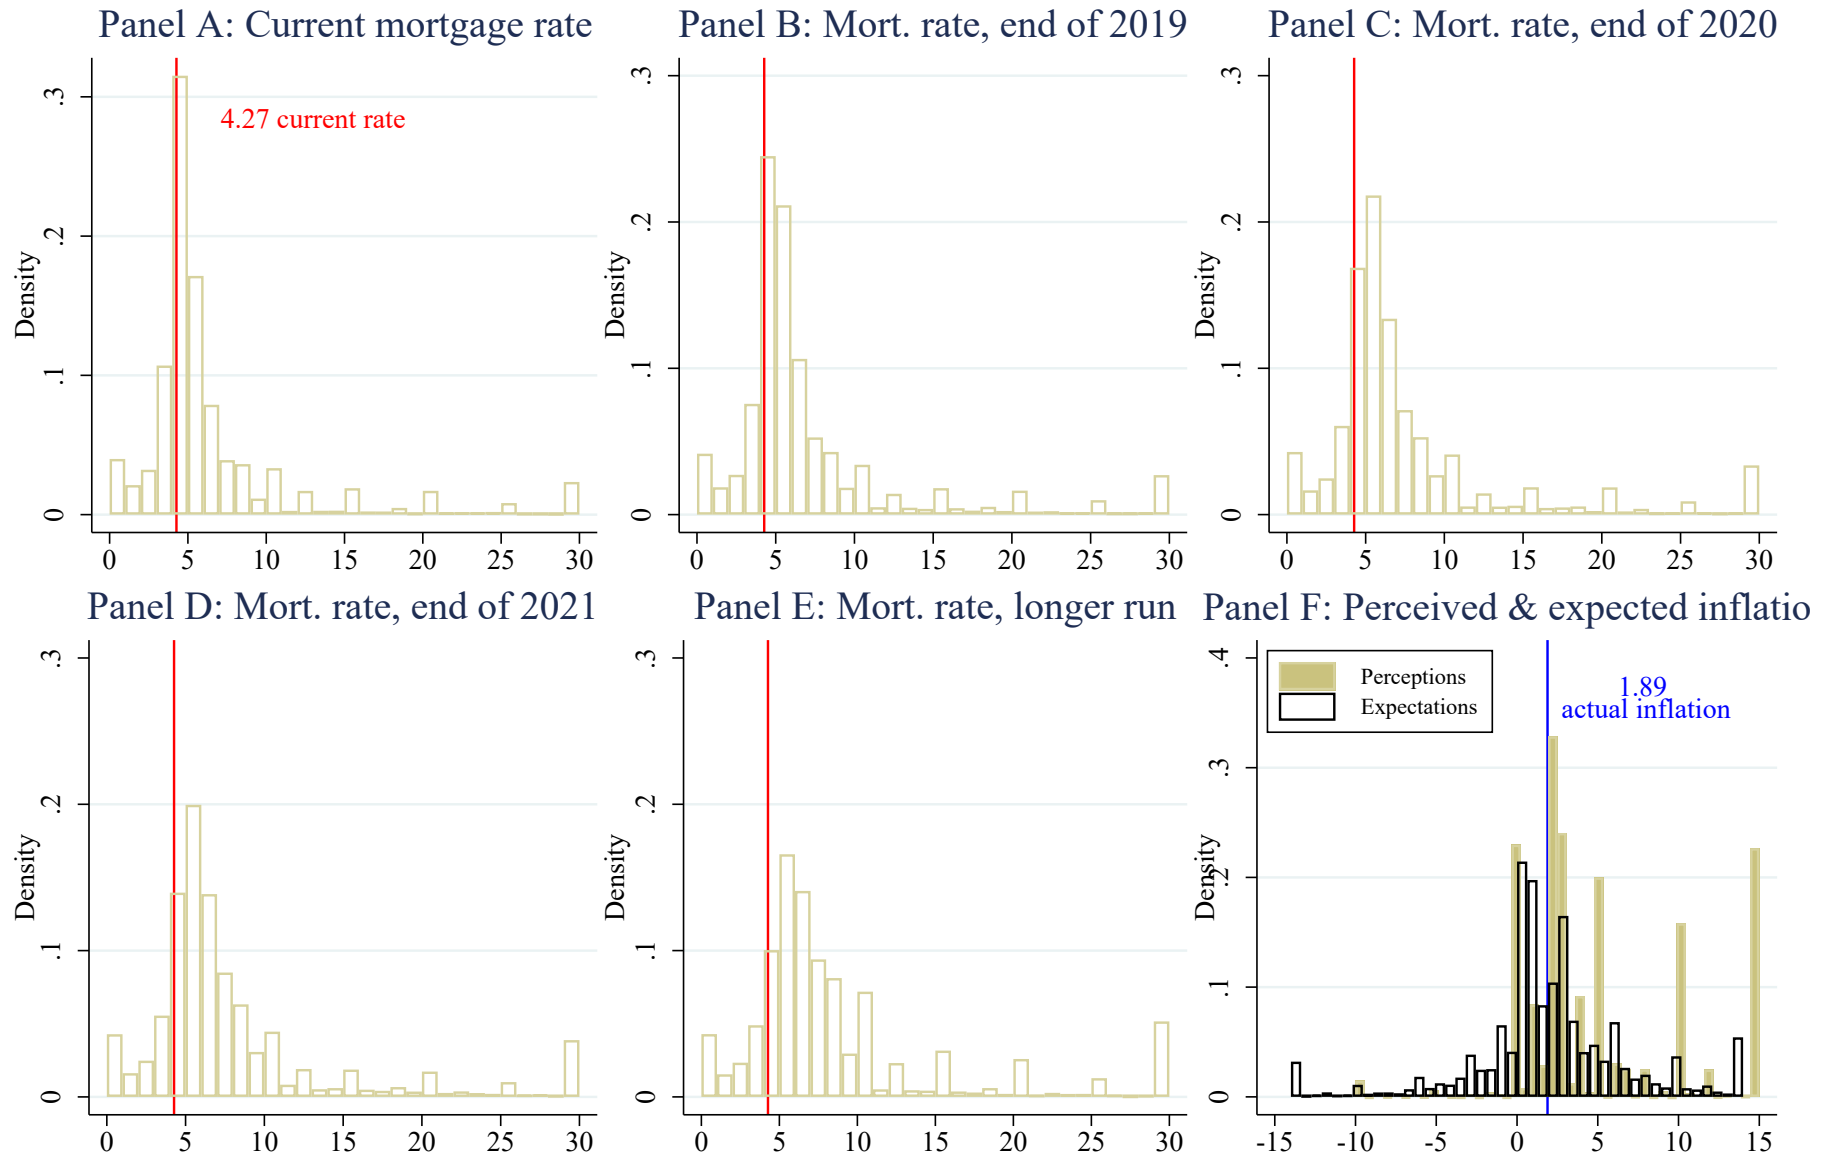 Panel A: Current mortgage rate
Density
0 .1 .2 .3
4.27 current rate
0 5 10 15 20 25 30
Panel B: Mort. rate, end of 2019
Density
0 .1 .2 .3
0 5 10 15 20 25 30
Panel C: Mort. rate, end of 2020
Density
0 .1 .2 .3
0 5 10 15 20 25 30
Panel D: Mort. rate, end of 2021
Density
0 .1 .2 .3
0 5 10 15 20 25 30
Panel E: Mort. rate, longer run
Density
0 .1 .2 .3
0 5 10 15 20 25 30
Panel F: Perceived & expected inflatio
Density
0 .1 .2 .3 .4
Perceptions
Expectations
1.89
actual inflation
-15 -10 -5 0 5 10 15